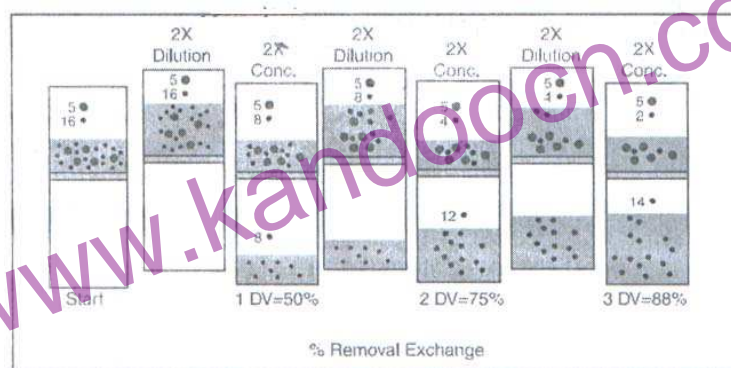 2X
Dilution
2X
Conc.
2X
Dilution
2X
Conc.
2X
Dilution
2X
Conc.
5
16
5
16
5
8
5
8
5
4
5
4
5
2
8
12
14
Start
1 DV=50%
2 DV=75%
3 DV=88%
% Removal Exchange
www.kandoocn.co